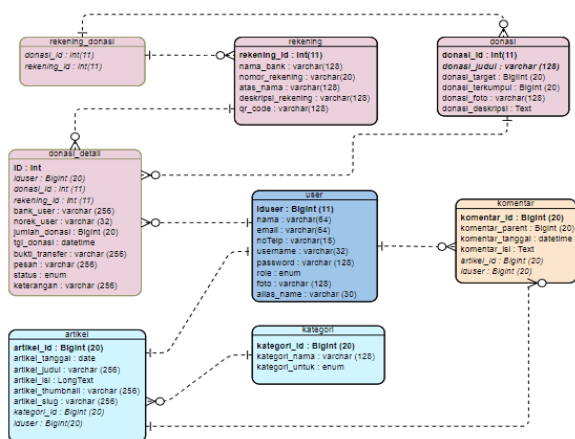 rekening_donasi
donasi_id : int(11)
rekening_id : int(11)
rekening
rekening_id : Int(11)
nama_bank : varchar(128)
nomor_rekening : varchar(20)
atas_nama : varchar(128)
deskripsi_rekening : varchar(128)
qr_code : varchar(128)
donasi
donasi_id : Int(11)
donasi_judul : varchar (128)
donasi_target : BigIint (20)
donasi_terkumpul : BigInt (20)
donasi_foto : varchar(128)
donasi_deskripsi : Text
donasi_detail
ID : Int
iduser : Bigint (20)
donasi_id : Int (11)
rekening_id : int (11)
bank_user : varchar (256)
norek_user : varchar (32)
jumlah_donasi : Bigint (20)
tgl_donasi : datetime
bukti_transfer : varchar (256)
pesan : varchar (256)
status : enum
keterangan : varchar (256)
user
iduser : Bigint (11)
nama : varchar(64)
email : varchar(64)
noTelp : varchar(15)
username : varchar(32)
password : varchar (128)
role : enum
foto : varchar (128)
alias_name : varchar (30)
komentar
komentar_id : Bigint (20)
komentar_parent : Bigint (20)
komentar_tanggal : datetime
komentar_isi : Text
artikel_id : Bigint (20)
iduser : Bigint (20)
artikel
artikel_id : Bigint (20)
artikel_tanggal : date
artikel_judul : varchar (256)
artikel_isi : LongText
artikel_thumbnail : varchar (256)
artikel_slug : varchar (256)
kategori_id : Bigint (20)
iduser : Bigint(20)
kategori
kategori_id : Bigint (20)
kategori_nama : varchar (128)
kategori_untuk : enum